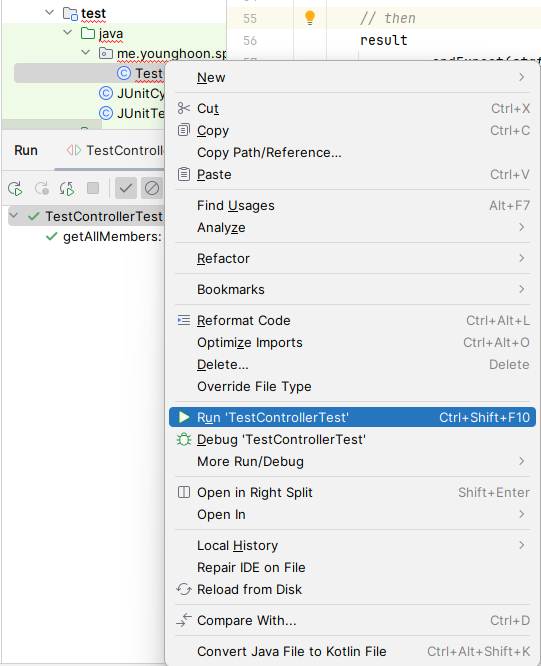 test
55
// then
java
56
result
me.younghoon.sp
Test
New
JUnitCy
Cut Ctrl+X
JUnitTe
Copy Ctrl+C
Run
TestControll
Copy Path/Reference...
Paste Ctrl+V
Find Usages Alt+F7
TestControllerTest
Analyze
getAllMembers:
Refactor
Bookmarks
Reformat Code Ctrl+Alt+L
Optimize Imports Ctrl+Alt+O
Delete... Delete
Override File Type
Run 'TestControllerTest' Ctrl+Shift+F10
Debug 'TestControllerTest'
More Run/Debug
Open in Right Split Shift+Enter
Open In
Local History
Repair IDE on File
Reload from Disk
Compare With... Ctrl+D
Convert Java File to Kotlin File Ctrl+Alt+Shift+K